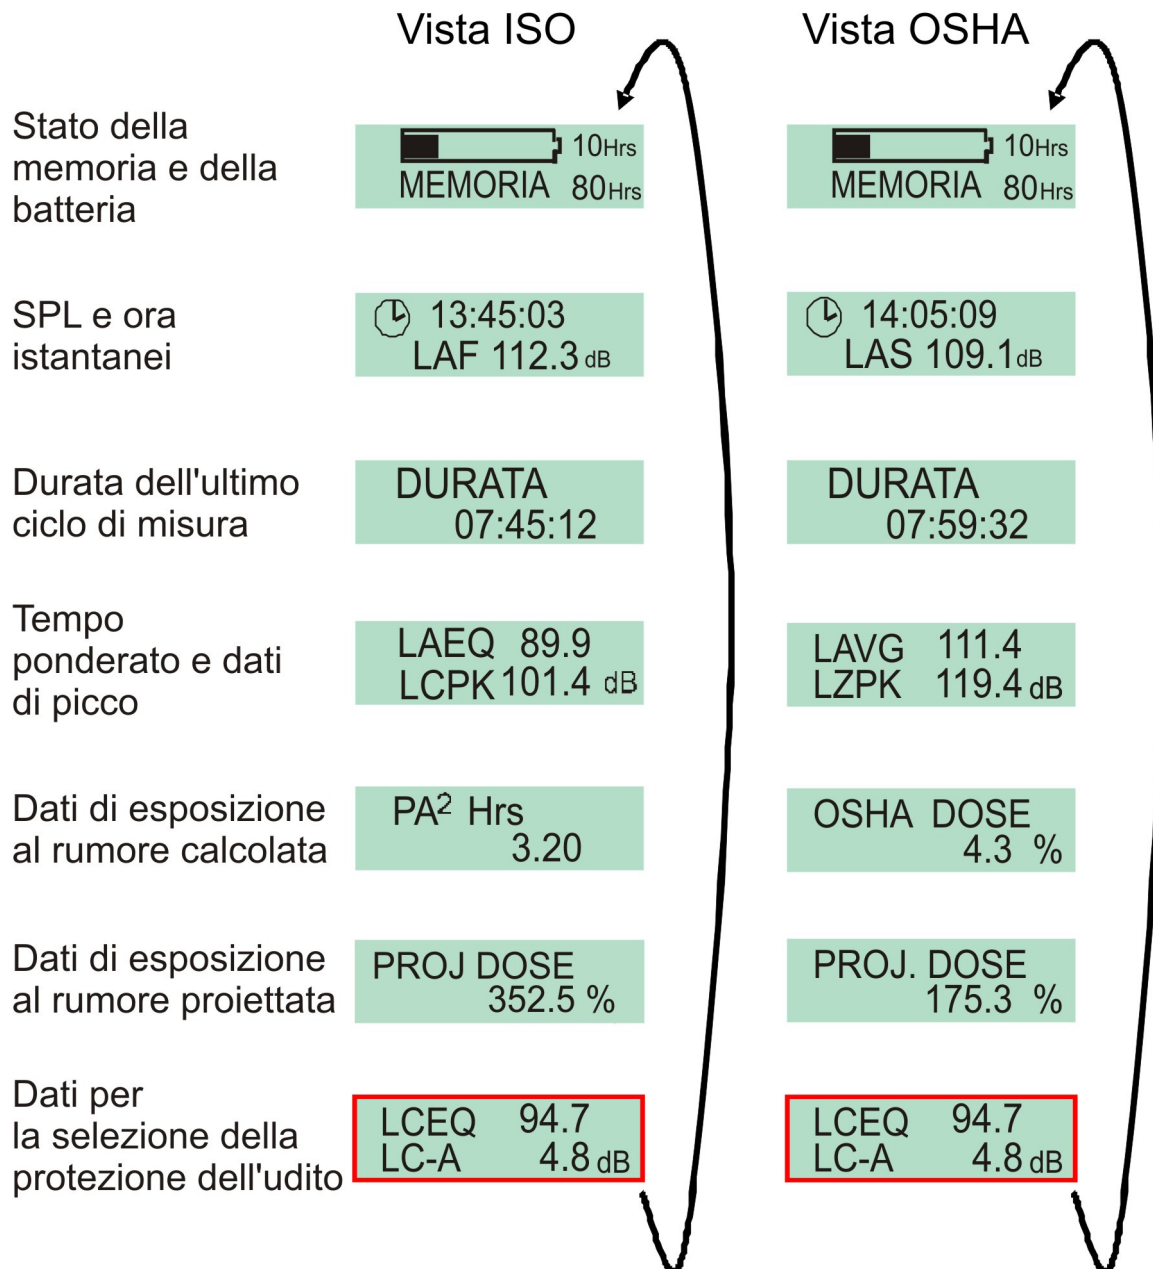 Vista ISO
Vista OSHA
Stato della
memoria e della
batteria
10Hrs
MEMORIA 80Hrs
10Hrs
MEMORIA 80Hrs
SPL e ora
istantanei
13:45:03
LAF 112.3 dB
14:05:09
LAS 109.1dB
Durata dell'ultimo
ciclo di misura
DURATA
07:45:12
DURATA
07:59:32
Tempo
ponderato e dati
di picco
LAEQ 89.9
LCPK 101.4 dB
LAVG 111.4
LZPK 119.4 dB
Dati di esposizione
al rumore calcolata
PA² Hrs
3.20
OSHA DOSE
4.3 %
Dati di esposizione
al rumore proiettata
PROJ DOSE
352.5 %
PROJ. DOSE
175.3 %
Dati per
la selezione della
protezione dell'udito
LCEQ 94.7
LC-A 4.8 dB
LCEQ 94.7
LC-A 4.8 dB